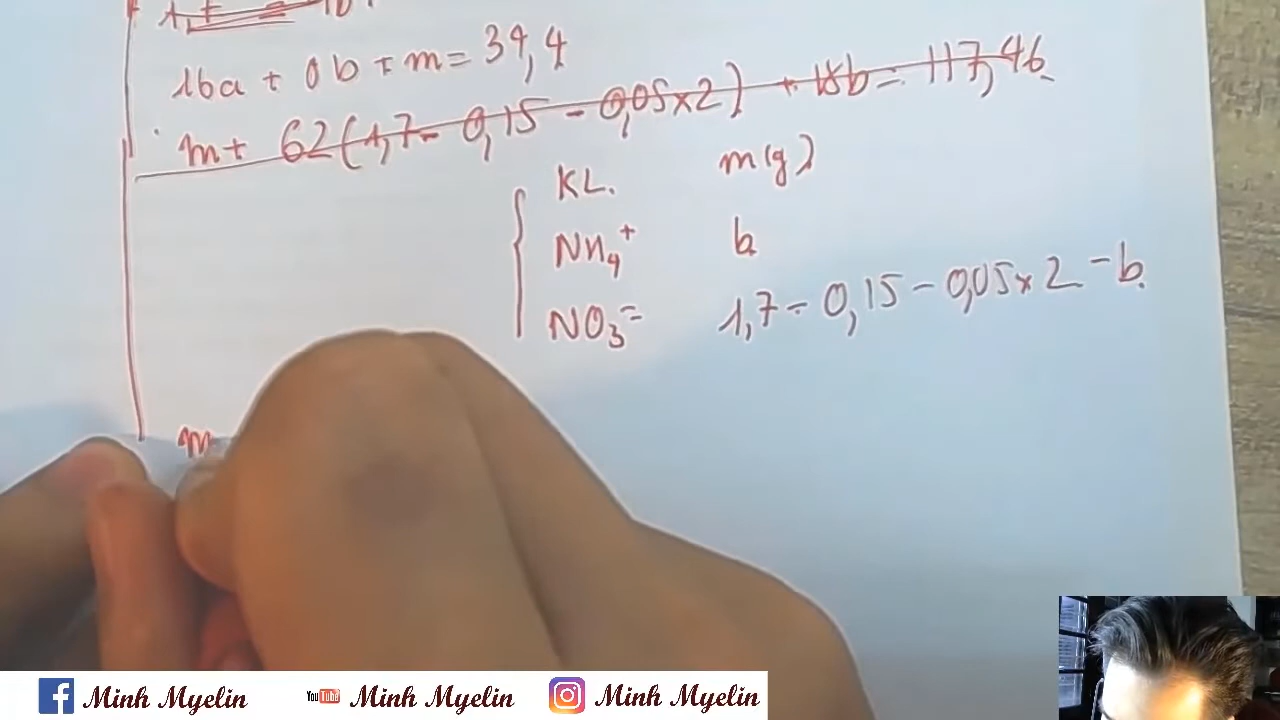 16a + 0b + m = 34,4
m + 62(1,7 - 0,15 - 0,05x2) + 18b = 117,46
KL. m(g)
NH4+ b
NO3- 1,7 - 0,15 - 0,05x2 - b.
m
Minh Myelin
YouTube Minh Myelin
Minh Myelin